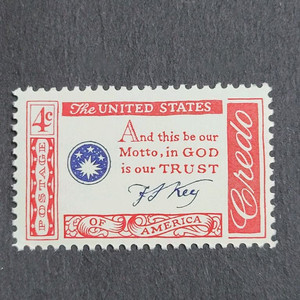 4¢
POSTAGE
The UNITED STATES
And this be our
Motto, in GOD
is our TRUST
F S Key
OF AMERICA
Credo